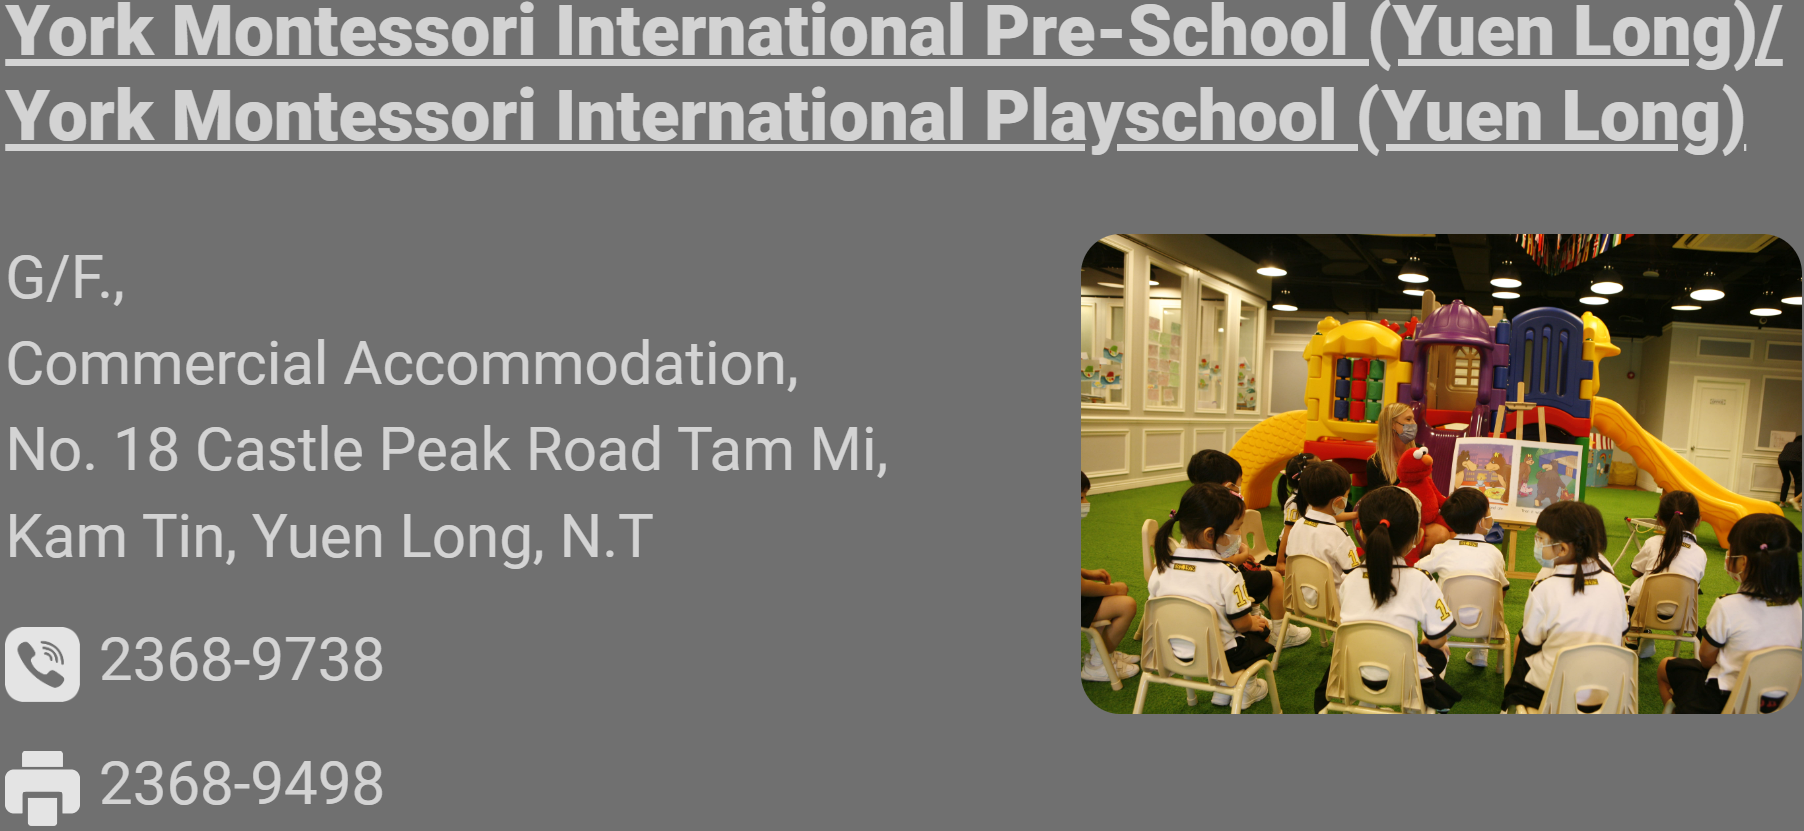 York Montessori International Pre-School (Yuen Long)/
York Montessori International Playschool (Yuen Long)
G/F.,
Commercial Accommodation,
No. 18 Castle Peak Road Tam Mi,
Kam Tin, Yuen Long, N.T
2368-9738
2368-9498